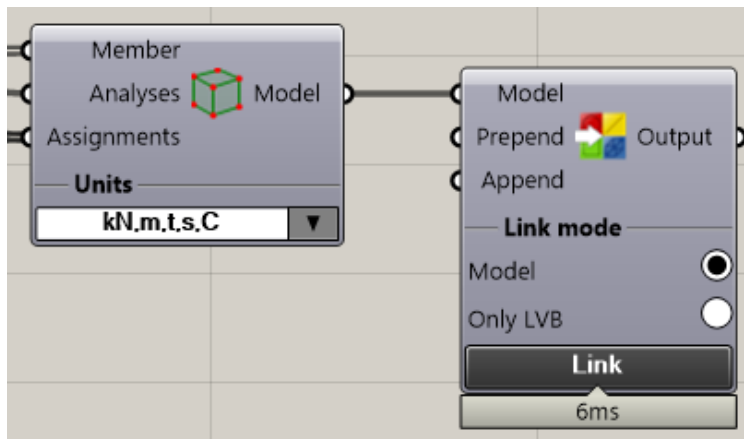 Member
Analyses Model
Assignments
Units
kN,m,t,s,C
Model
Prepend Output
Append
Link mode
Model
Only LVB
Link
6ms